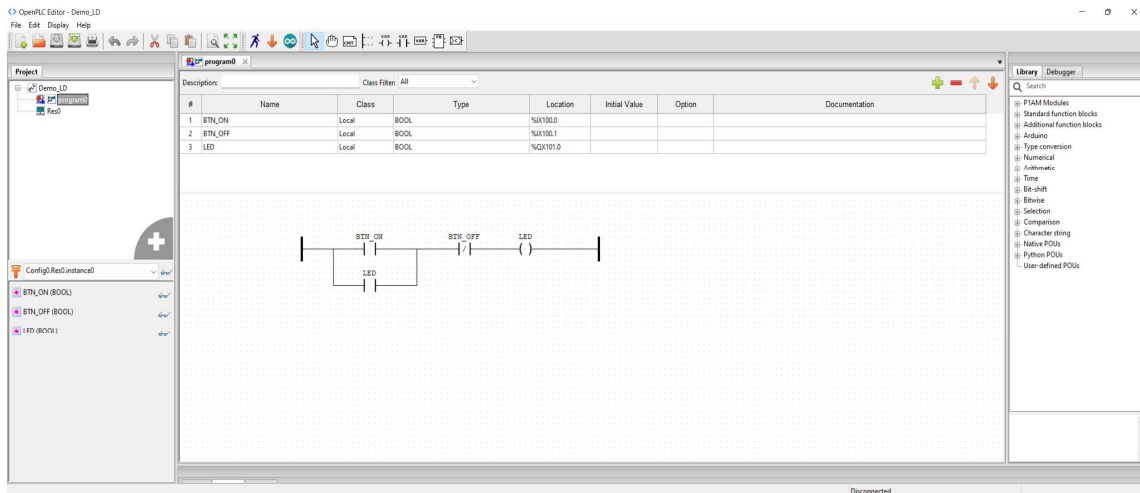 OpenPLC Editor - Demo_LD
File Edit Display Help
program0
Project
Demo_LD
program0
Res0
Config0.Res0.instance0
BTN_ON (BOOL)
BTN_OFF (BOOL)
LED (BOOL)
Description: Class Filter: All
# Name Class Type Location Initial Value Option Documentation
1 BTN_ON Local BOOL %IX100.0
2 BTN_OFF Local BOOL %IX100.1
3 LED Local BOOL %QX101.0
BTN_ON BTN_OFF LED
LED
Library Debugger
Search
P1AM Modules
Standard function blocks
Additional function blocks
Arduino
Type conversion
Numerical
Arithmetic
Time
Bit-shift
Bitwise
Selection
Comparison
Character string
Native POUs
Python POUs
User-defined POUs
Disconnected